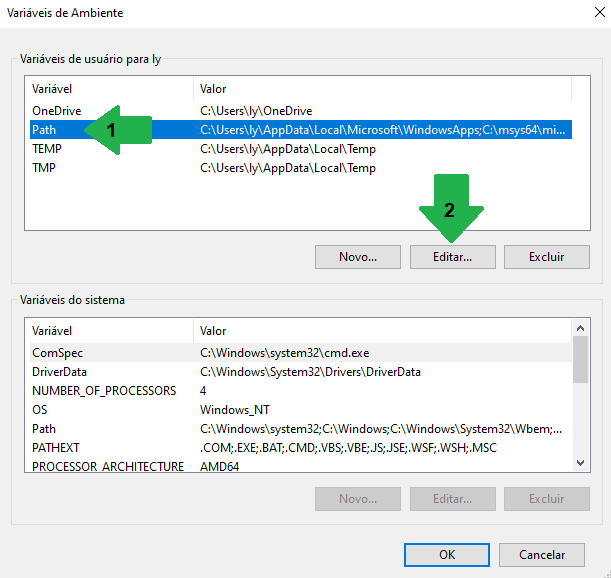 Variáveis de Ambiente
Variáveis de usuário para ly
Variável Valor
OneDrive C:\Users\ly\OneDrive
Path 1 C:\Users\ly\AppData\Local\Microsoft\WindowsApps;C:\msys64\mi...
TEMP C:\Users\ly\AppData\Local\Temp
TMP C:\Users\ly\AppData\Local\Temp
2
Novo... Editar... Excluir
Variáveis do sistema
Variável Valor
ComSpec C:\Windows\system32\cmd.exe
DriverData C:\Windows\System32\Drivers\DriverData
NUMBER_OF_PROCESSORS 4
OS Windows_NT
Path C:\Windows\system32;C:\Windows;C:\Windows\System32\Wbem;...
PATHEXT .COM;.EXE;.BAT;.CMD;.VBS;.VBE;.JS;.JSE;.WSF;.WSH;.MSC
PROCESSOR_ARCHITECTURE AMD64
Novo... Editar... Excluir
OK Cancelar